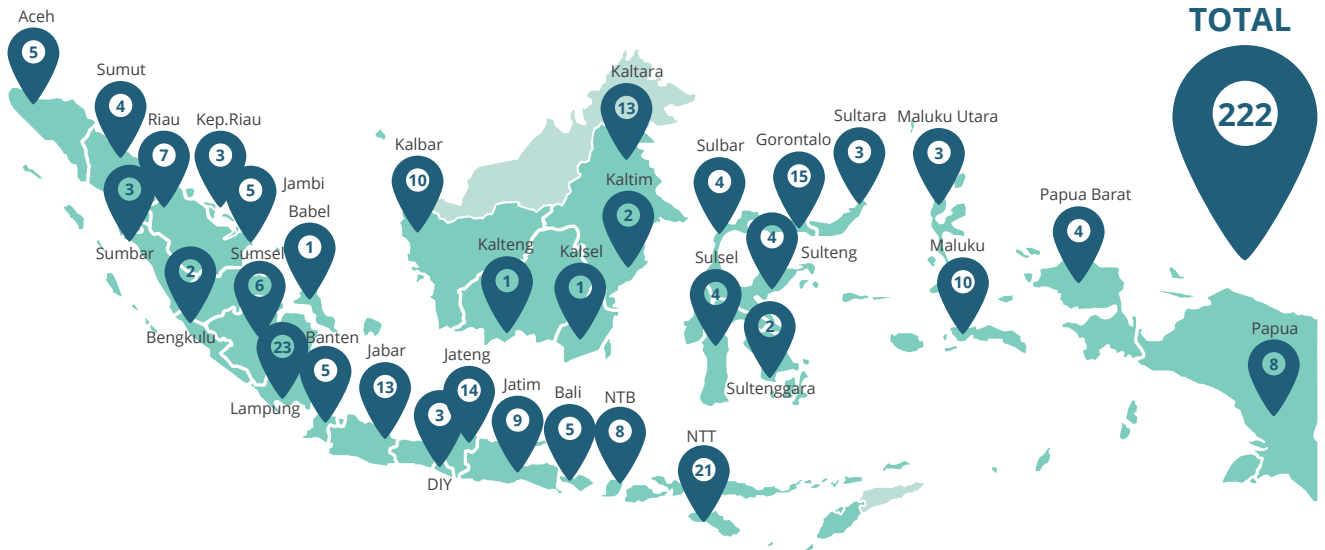 TOTAL
222
Aceh
5
Sumut
4
Riau
7
Kep.Riau
3
Jambi
5
Babel
1
Sumbar
3
Bengkulu
2
Sumsel
6
Lampung
23
Banten
5
Jabar
13
Jateng
14
DIY
3
Jatim
9
Bali
5
NTB
8
NTT
21
Kalbar
10
Kaltara
13
Kaltim
2
Kalteng
1
Kalsel
1
Sulbar
4
Gorontalo
15
Sultara
3
Sulteng
4
Sulsel
4
Sultenggara
2
Maluku Utara
3
Maluku
10
Papua Barat
4
Papua
8